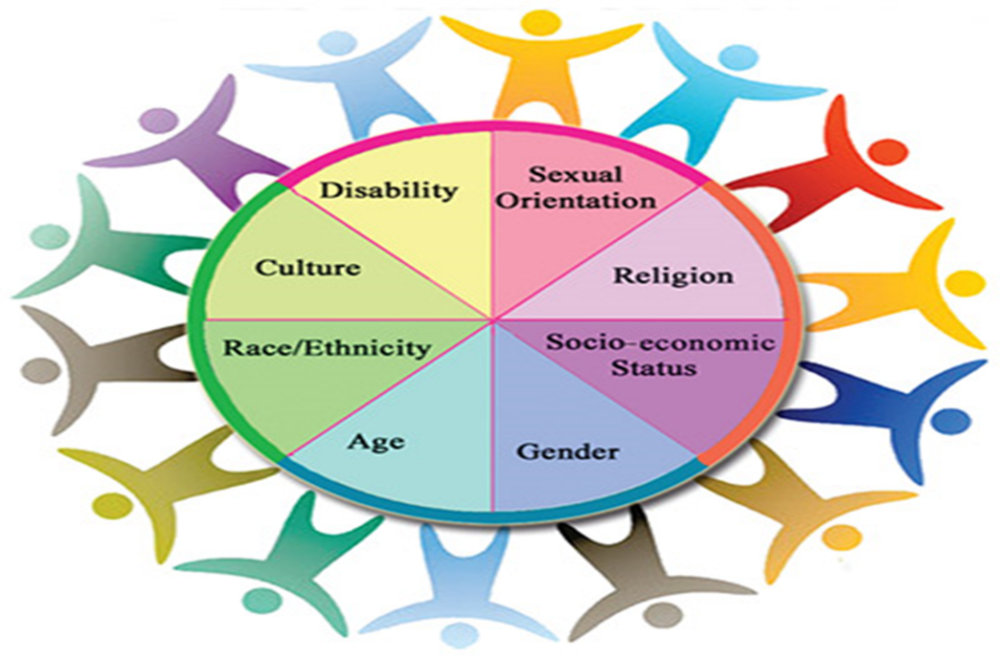 Disability
Sexual
Orientation
Culture
Religion
Race/Ethnicity
Socio-economic
Status
Age
Gender